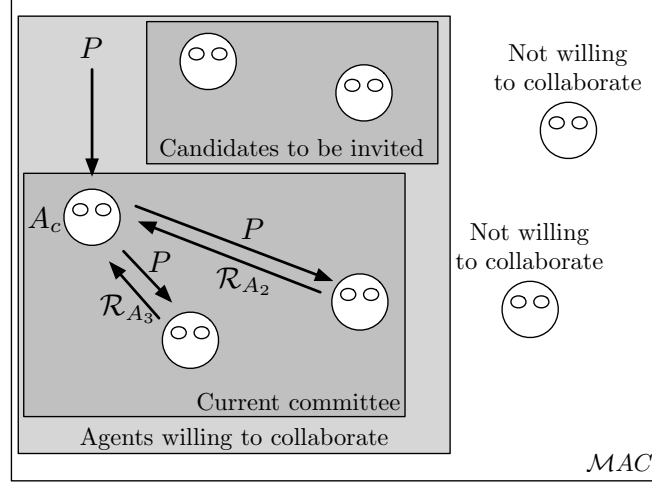 P
Not willing
to collaborate
Candidates to be invited
A_c
P
Not willing
to collaborate
P
ℛ_{A_2}
ℛ_{A_3}
Current committee
Agents willing to collaborate
ℳAC